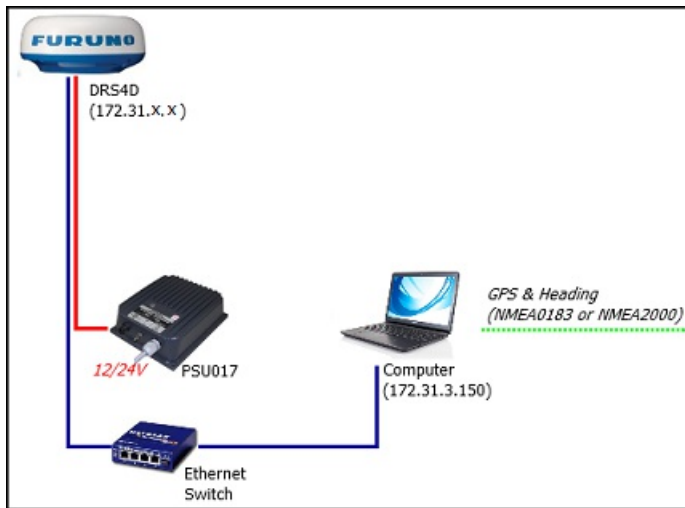 FURUNO
DRS4D
(172.31.X.X)
GPS & Heading
(NMEA0183 or NMEA2000)
12/24V
PSU017
Computer
(172.31.3.150)
Ethernet
Switch